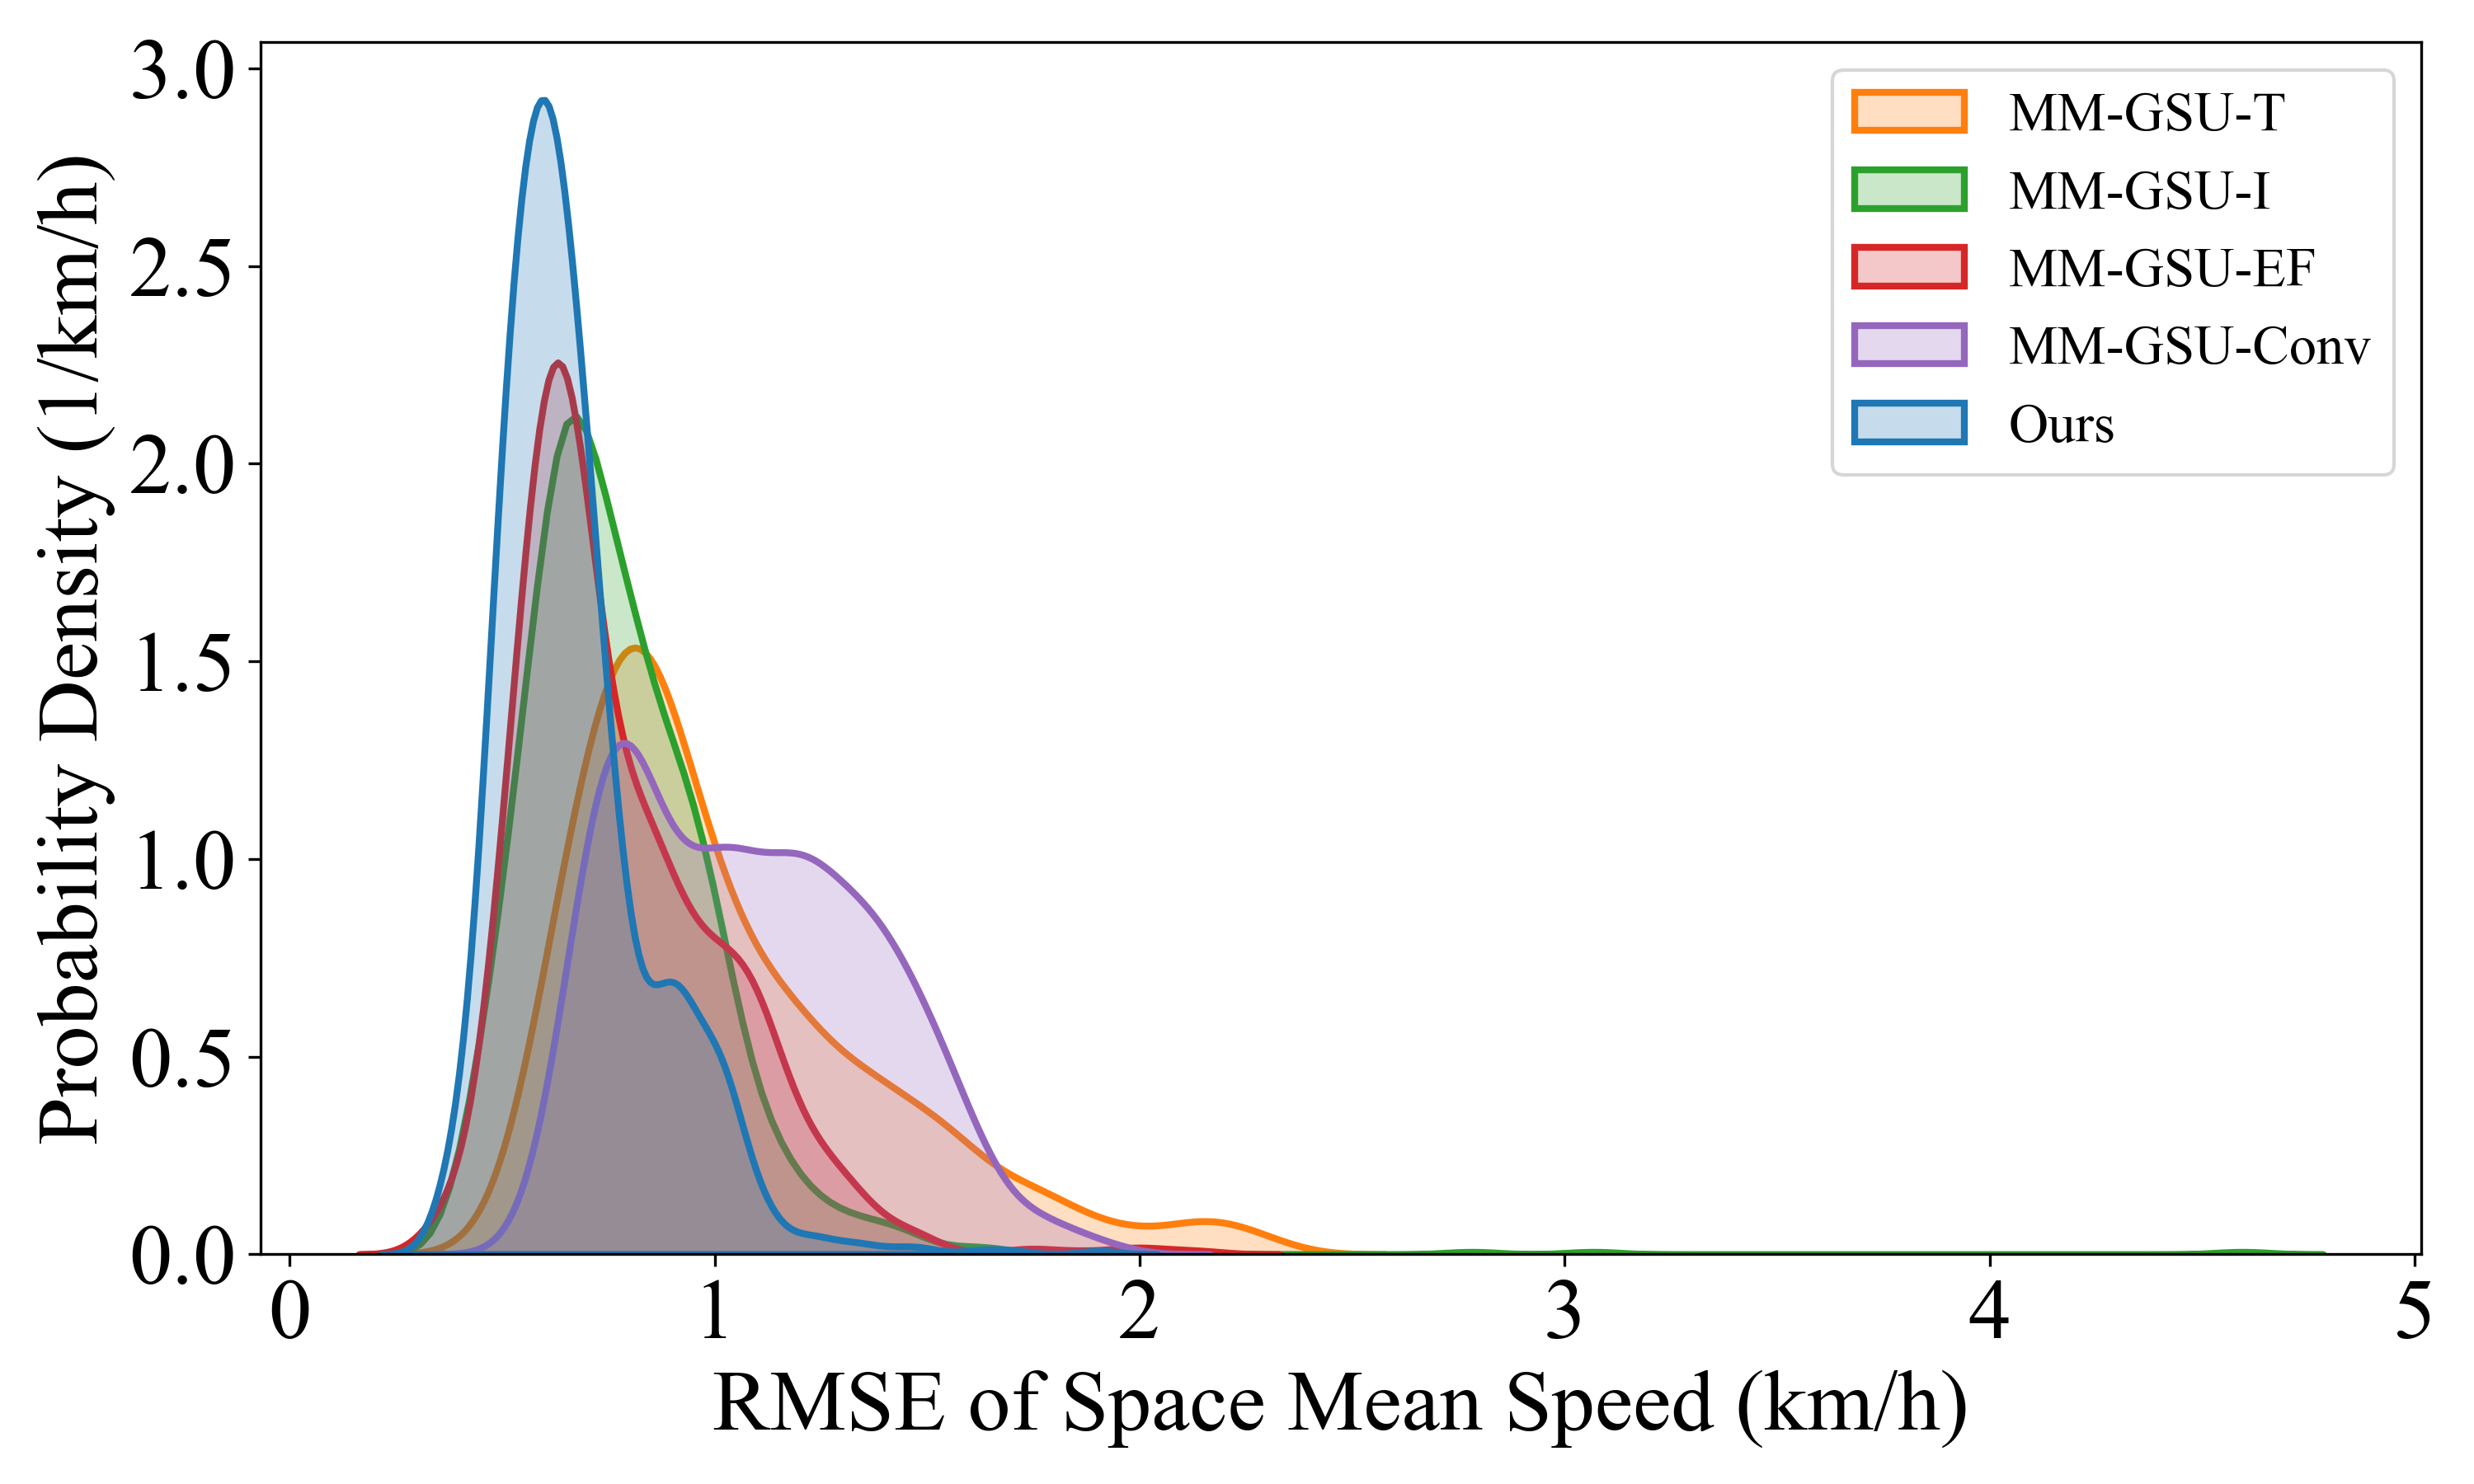 Probability Density (1/km/h)
3.0
2.5
2.0
1.5
1.0
0.5
0.0
MM-GSU-T
MM-GSU-I
MM-GSU-EF
MM-GSU-Conv
Ours
0 1 2 3 4 5
RMSE of Space Mean Speed (km/h)